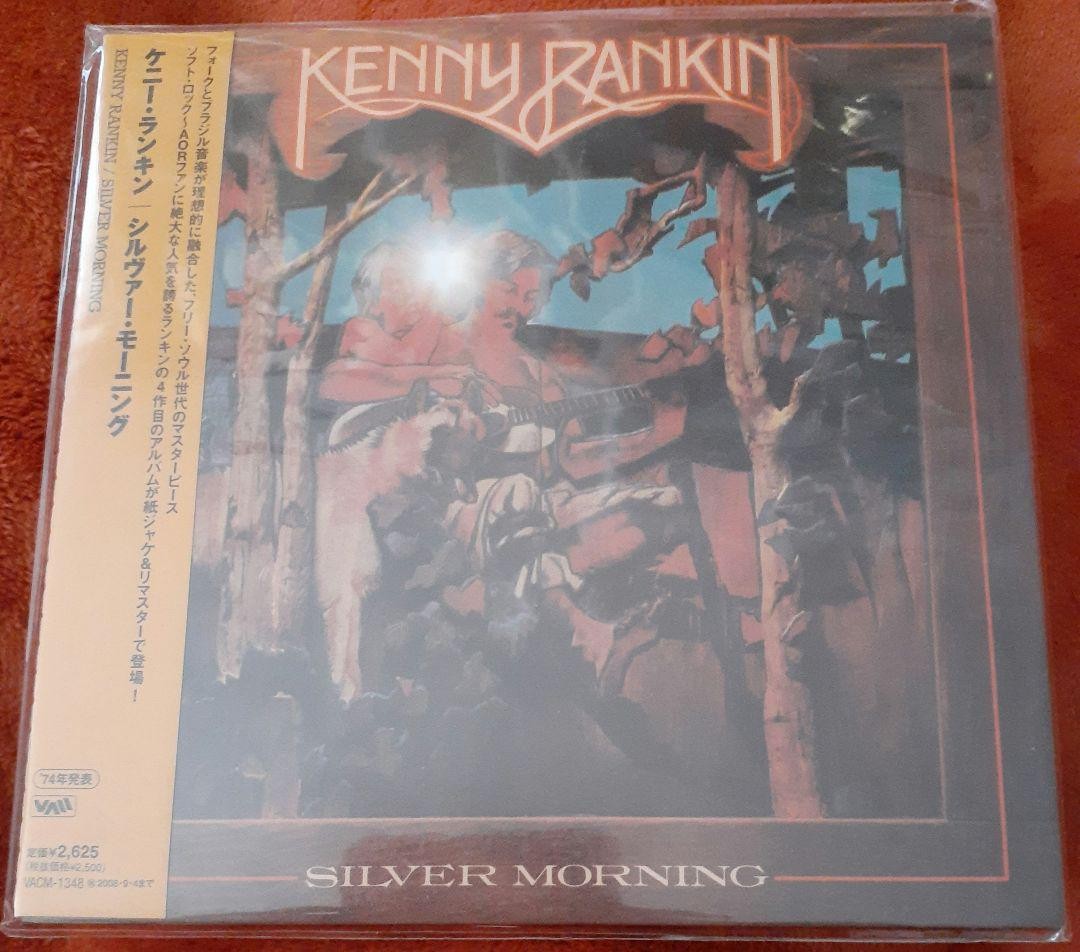 KENNY RANKIN
フォークとブラジル音楽が理想的に融合した、フリー・ソウル世代のマスターピース
ソフト・ロック〜AORファンに絶大な人気を誇るランキンの4作目のアルバムが紙ジャケ&リマスターで登場!
ケニー・ランキン|シルヴァー・モーニング
KENNY RANKIN / SILVER MORNING
'74年発表
定価¥2,625
(税抜価格¥2,500)
VACM-1348 2008・9・4まで
SILVER MORNING